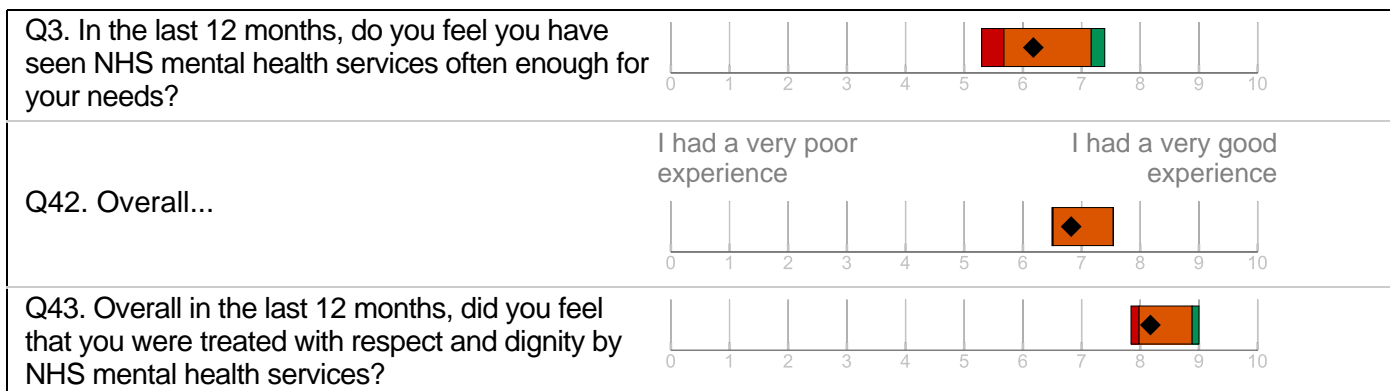 Q3. In the last 12 months, do you feel you have
seen NHS mental health services often enough for
your needs?
0 1 2 3 4 5 6 7 8 9 10
I had a very poor
experience
I had a very good
experience
Q42. Overall...
0 1 2 3 4 5 6 7 8 9 10
Q43. Overall in the last 12 months, did you feel
that you were treated with respect and dignity by
NHS mental health services?
0 1 2 3 4 5 6 7 8 9 10